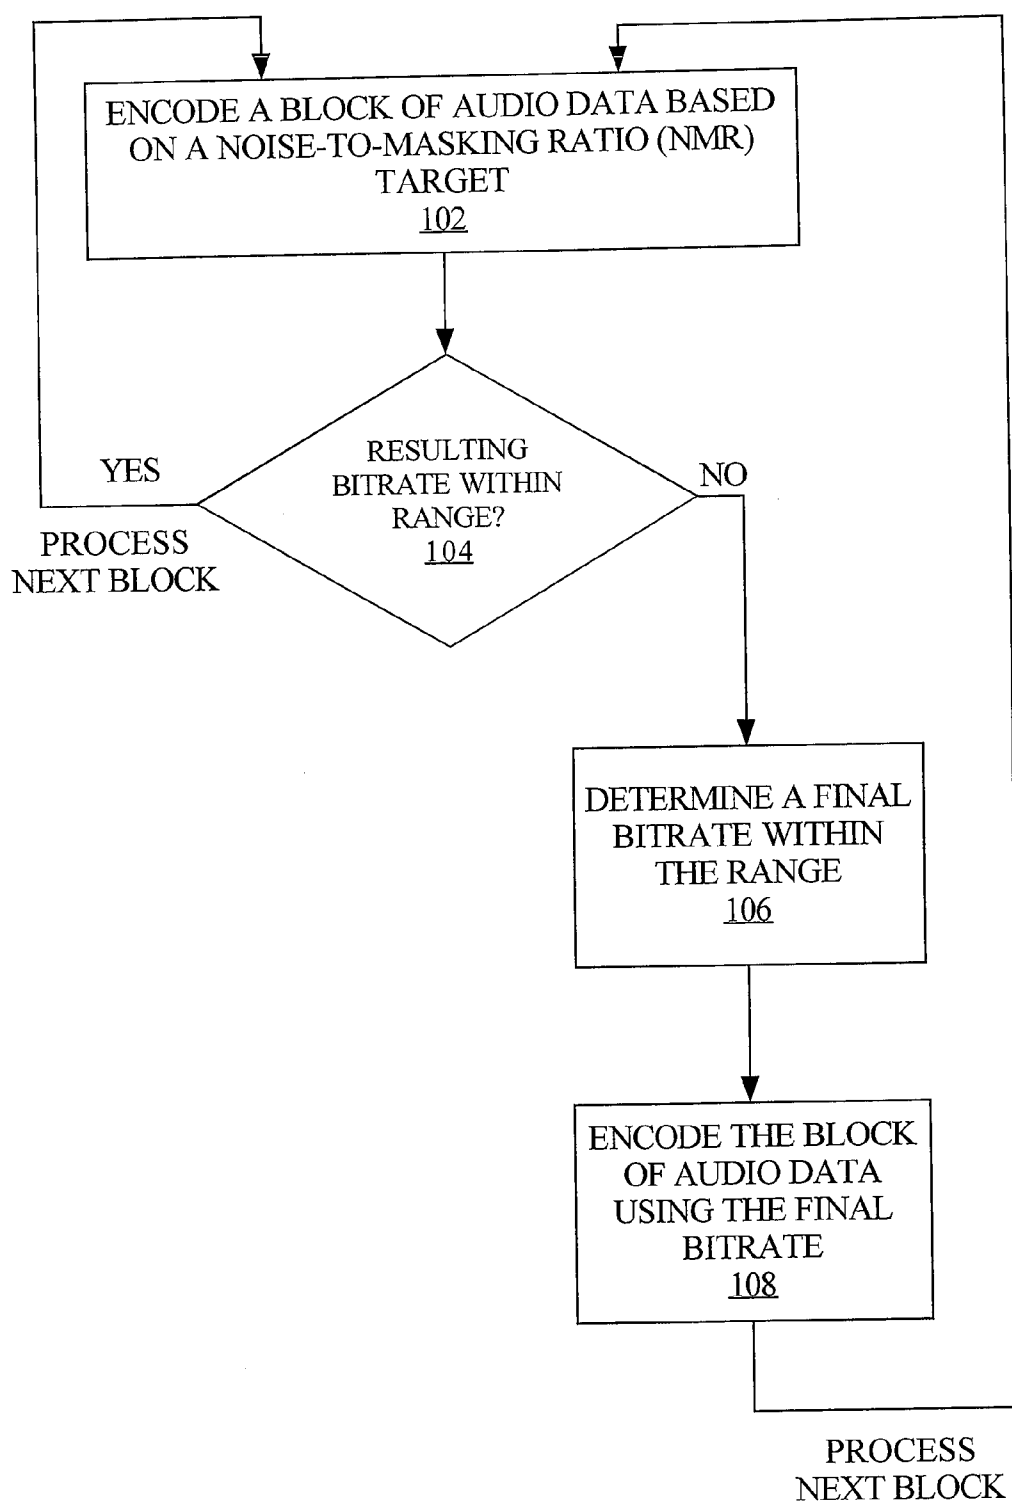 ENCODE A BLOCK OF AUDIO DATA BASED
ON A NOISE-TO-MASKING RATIO (NMR)
TARGET
102
RESULTING
BITRATE WITHIN
RANGE?
104
YES
NO
PROCESS
NEXT BLOCK
DETERMINE A FINAL
BITRATE WITHIN
THE RANGE
106
ENCODE THE BLOCK
OF AUDIO DATA
USING THE FINAL
BITRATE
108
PROCESS
NEXT BLOCK